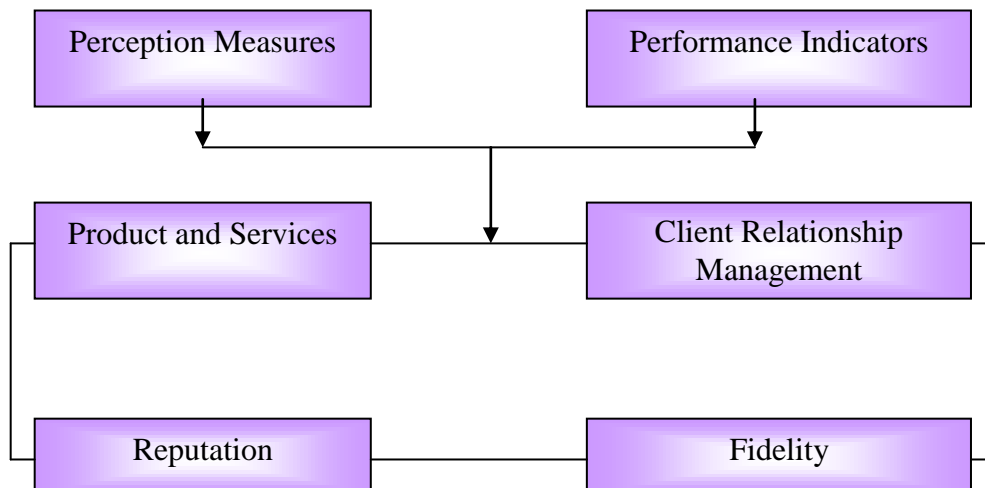 Perception Measures
Performance Indicators
Product and Services
Client Relationship
Management
Reputation
Fidelity